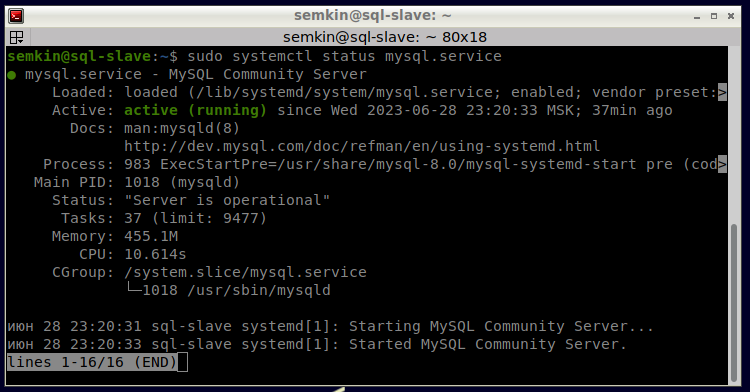 semkin@sql-slave: ~
semkin@sql-slave: ~ 80x18
semkin@sql-slave:~$ sudo systemctl status mysql.service
● mysql.service - MySQL Community Server
     Loaded: loaded (/lib/systemd/system/mysql.service; enabled; vendor preset:>
     Active: active (running) since Wed 2023-06-28 23:20:33 MSK; 37min ago
       Docs: man:mysqld(8)
             http://dev.mysql.com/doc/refman/en/using-systemd.html
    Process: 983 ExecStartPre=/usr/share/mysql-8.0/mysql-systemd-start pre (cod>
   Main PID: 1018 (mysqld)
     Status: "Server is operational"
      Tasks: 37 (limit: 9477)
     Memory: 455.1M
        CPU: 10.614s
     CGroup: /system.slice/mysql.service
             └─1018 /usr/sbin/mysqld
июн 28 23:20:31 sql-slave systemd[1]: Starting MySQL Community Server...
июн 28 23:20:33 sql-slave systemd[1]: Started MySQL Community Server.
lines 1-16/16 (END)